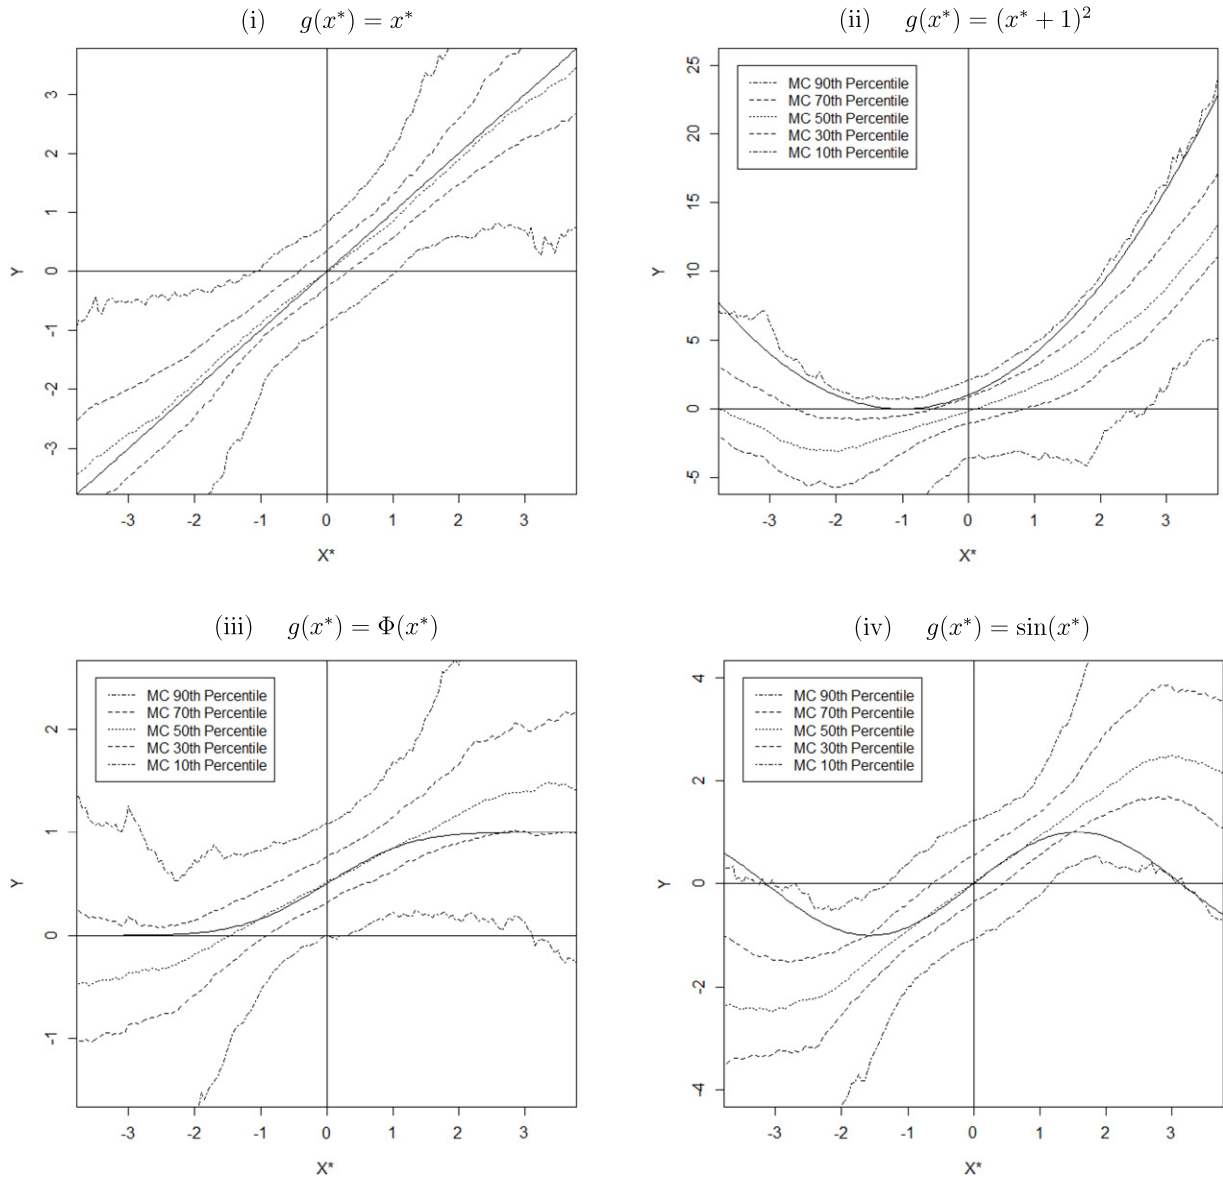 (i) g(x*) = x*
Y
3
2
1
0
-1
-2
-3
-3 -2 -1 0 1 2 3
X*
(ii) g(x*) = (x* + 1)²
Y
25
20
15
10
5
0
-5
MC 90th Percentile
MC 70th Percentile
MC 50th Percentile
MC 30th Percentile
MC 10th Percentile
-3 -2 -1 0 1 2 3
X*
(iii) g(x*) = Φ(x*)
Y
2
1
0
-1
MC 90th Percentile
MC 70th Percentile
MC 50th Percentile
MC 30th Percentile
MC 10th Percentile
-3 -2 -1 0 1 2 3
X*
(iv) g(x*) = sin(x*)
Y
4
2
0
-2
-4
MC 90th Percentile
MC 70th Percentile
MC 50th Percentile
MC 30th Percentile
MC 10th Percentile
-3 -2 -1 0 1 2 3
X*